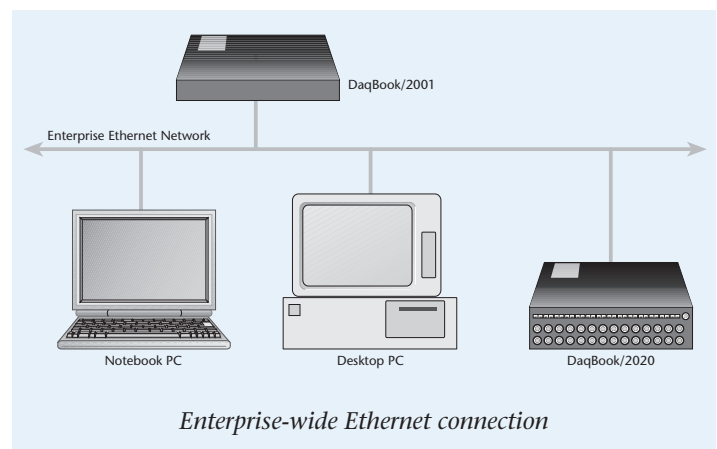 DaqBook/2001
Enterprise Ethernet Network
Notebook PC
Desktop PC
DaqBook/2020
Enterprise-wide Ethernet connection